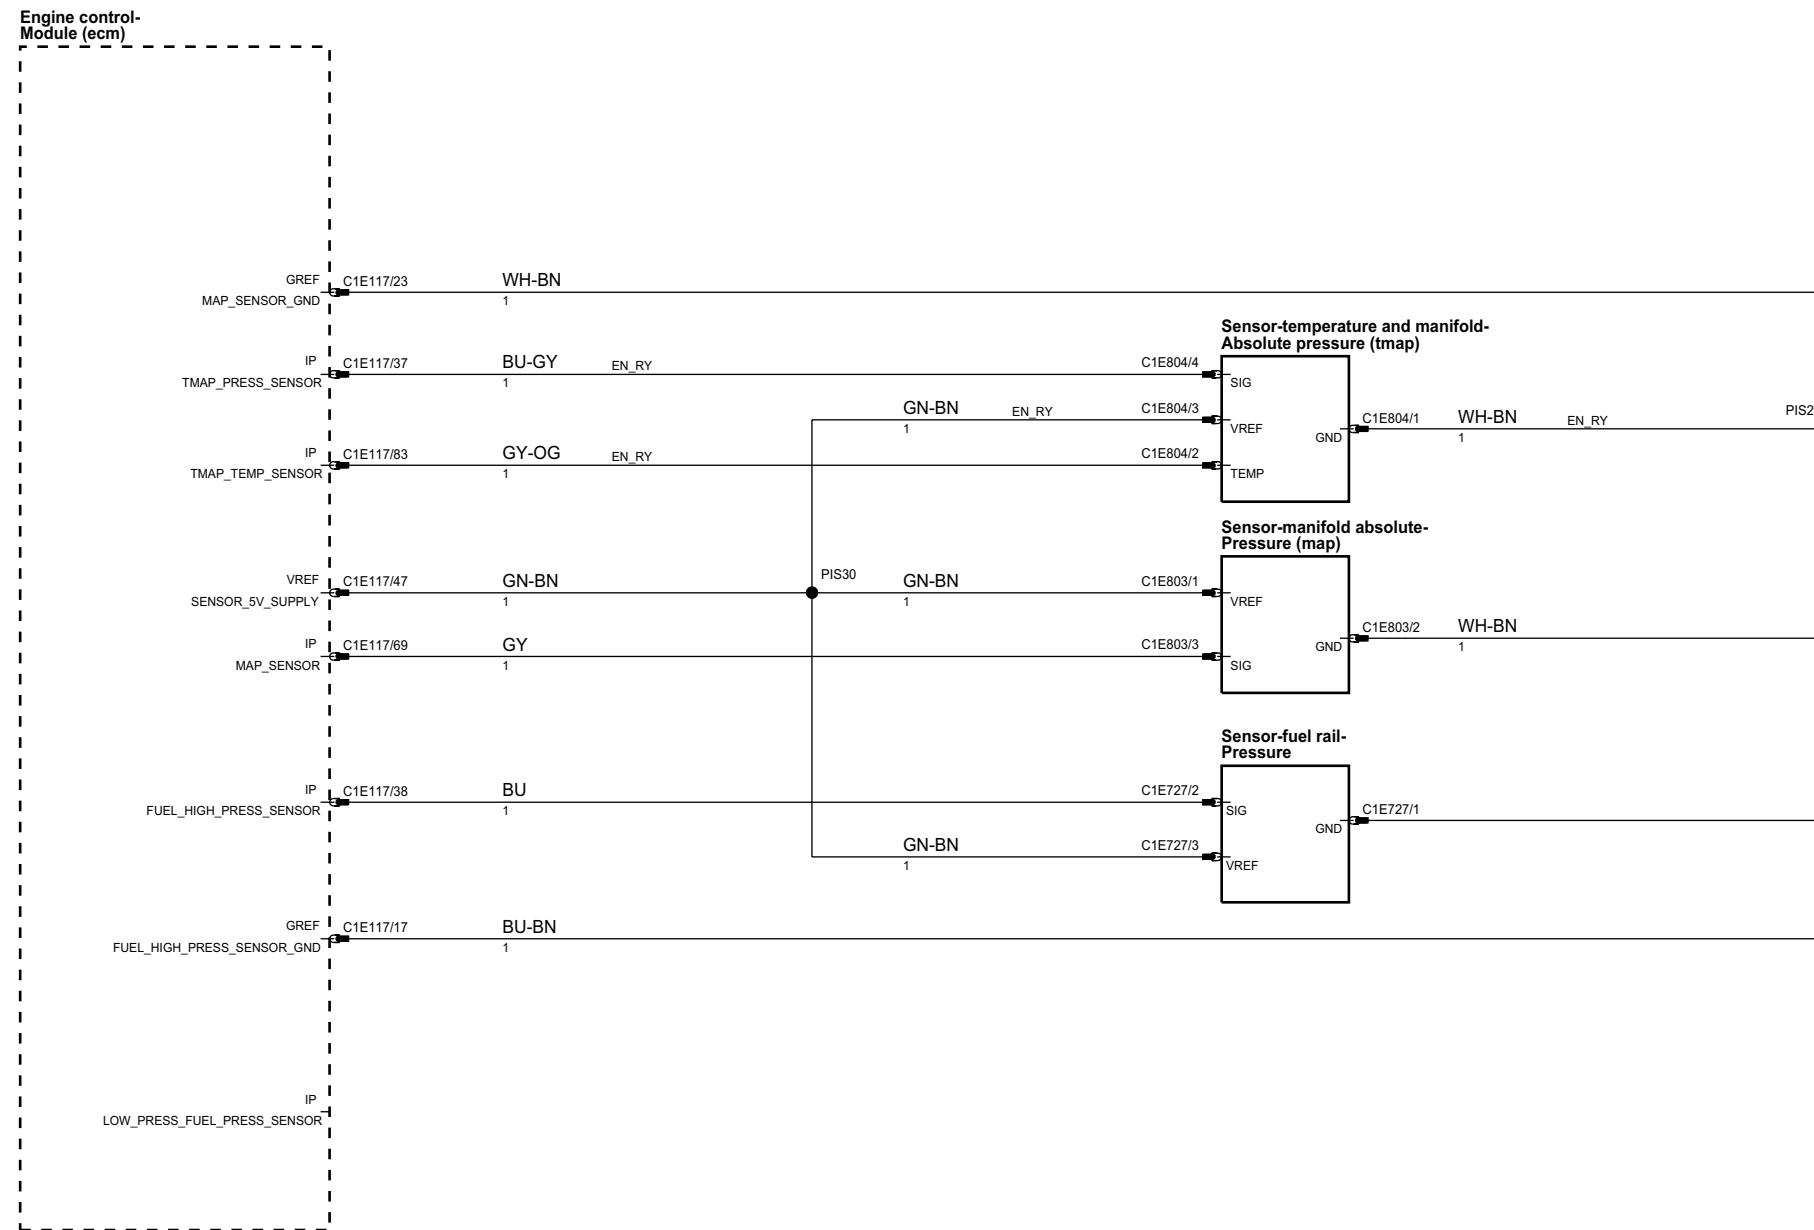 Engine control-
Module (ecm)
GREF C1E117/23 WH-BN
MAP_SENSOR_GND 1
Sensor-temperature and manifold-
Absolute pressure (tmap)
IP C1E117/37 BU-GY EN_RY C1E804/4
TMAP_PRESS_SENSOR 1 SIG
GN-BN EN_RY C1E804/3 C1E804/1 WH-BN EN_RY PIS2
1 VREF GND 1
IP C1E117/83 GY-OG EN_RY C1E804/2
TMAP_TEMP_SENSOR 1 TEMP
Sensor-manifold absolute-
Pressure (map)
VREF C1E117/47 GN-BN PIS30 GN-BN C1E803/1
SENSOR_5V_SUPPLY 1 1 VREF
C1E803/2 WH-BN
IP C1E117/69 GY C1E803/3 GND 1
MAP_SENSOR 1 SIG
Sensor-fuel rail-
Pressure
IP C1E117/38 BU C1E727/2
FUEL_HIGH_PRESS_SENSOR 1 SIG C1E727/1
GND
GN-BN C1E727/3
1 VREF
GREF C1E117/17 BU-BN
FUEL_HIGH_PRESS_SENSOR_GND 1
IP
LOW_PRESS_FUEL_PRESS_SENSOR